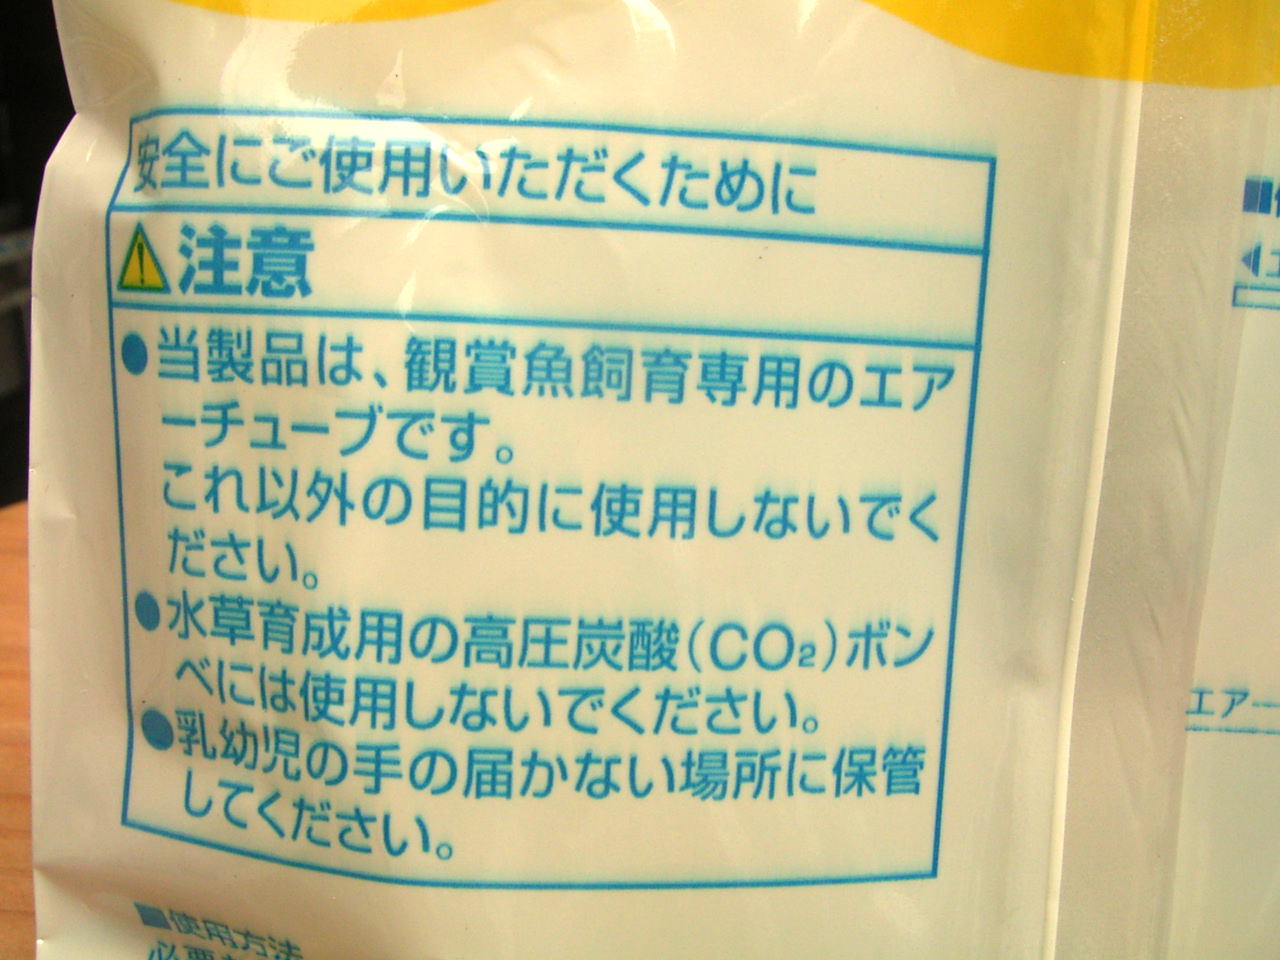 安全にご使用いただくために
注意
●当製品は、観賞魚飼育専用のエア
ーチューブです。
これ以外の目的に使用しないでく
ださい。
●水草育成用の高圧炭酸(CO₂)ボン
ベには使用しないでください。
●乳幼児の手の届かない場所に保管
してください。
■使用方法
必要
エアー